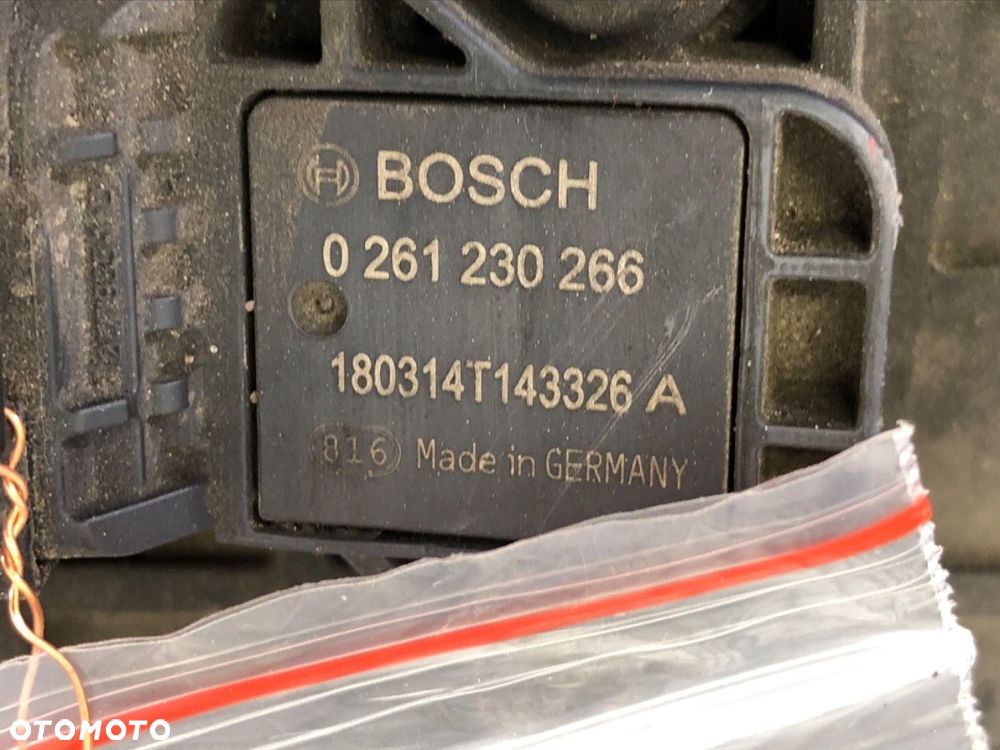 BOSCH
0 261 230 266
180314T143326 A
816 Made in GERMANY
OTOMOTO